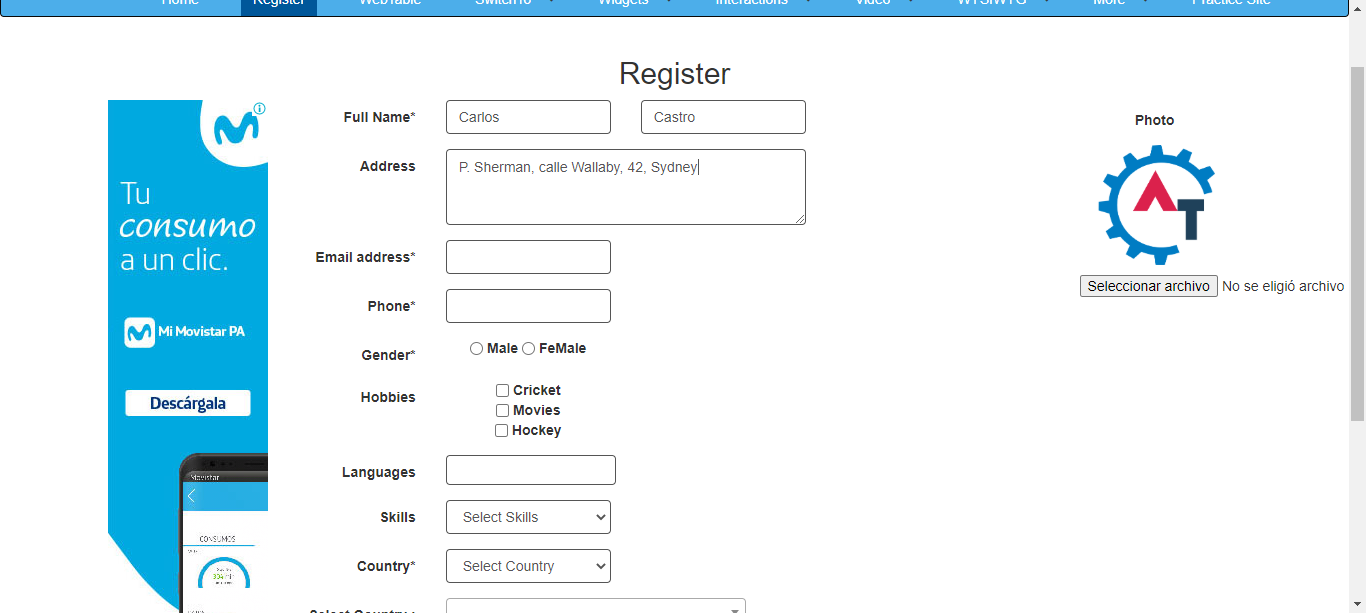 Home Register WebTable SwitchTo Widgets Interactions Video WYSIWYG More Practice Site
Register
Full Name* Carlos Castro
Address P. Sherman, calle Wallaby, 42, Sydney
Email address*
Phone*
Gender* Male FeMale
Hobbies Cricket
Movies
Hockey
Languages
Skills Select Skills
Country* Select Country
Select Country :
Photo
Seleccionar archivo No se eligió archivo
Tu
consumo
a un clic.
Mi Movistar PA
Descárgala
Movistar
CONSUMOS